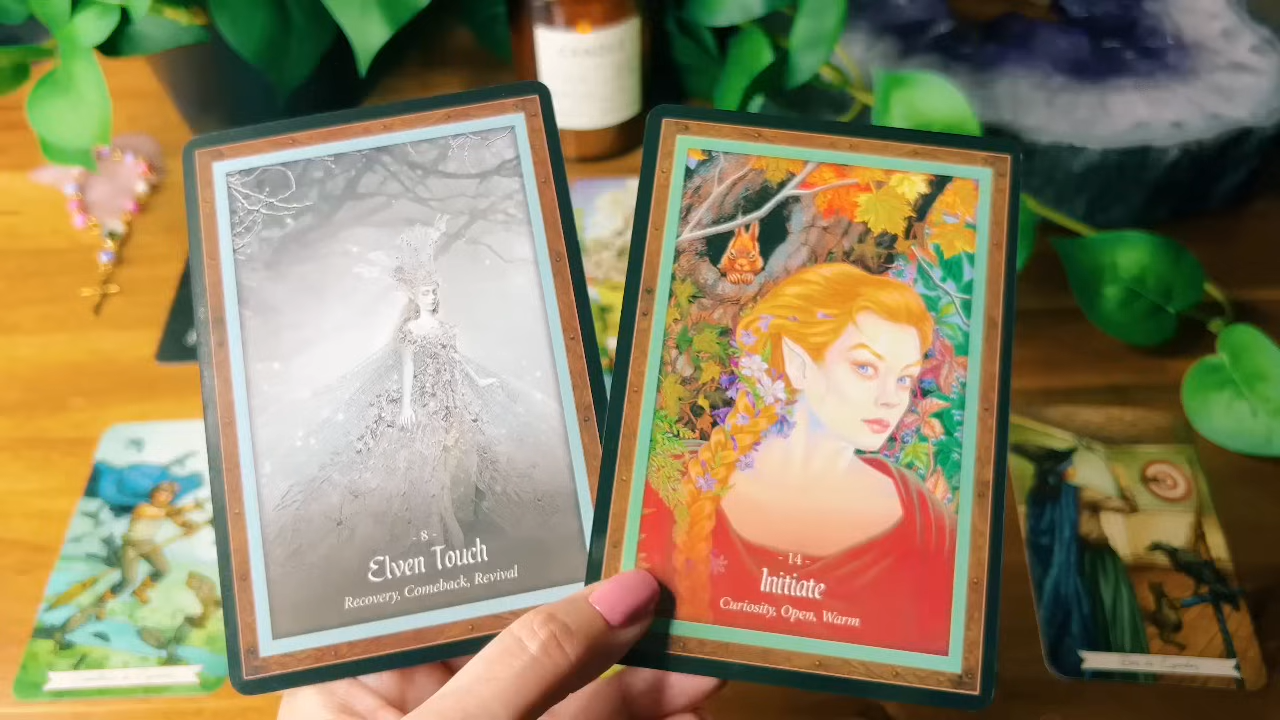 - 8 -
Elven Touch
Recovery, Comeback, Revival
- 14 -
Initiate
Curiosity, Open, Warm